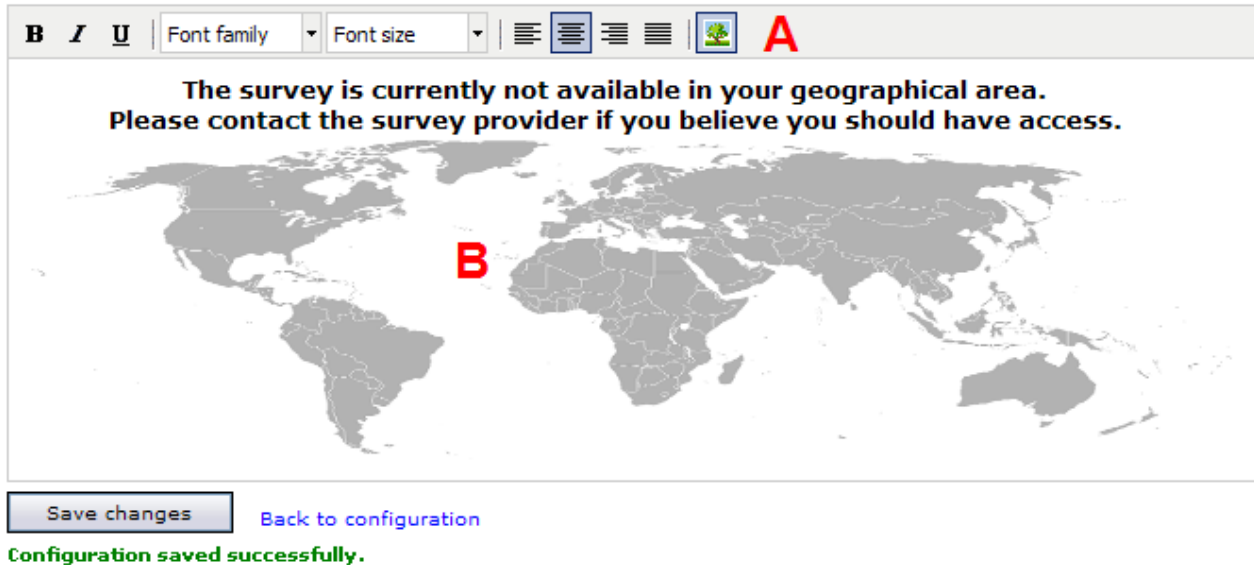 B I U Font family Font size A
The survey is currently not available in your geographical area.
Please contact the survey provider if you believe you should have access.
B
Save changes Back to configuration
Configuration saved successfully.